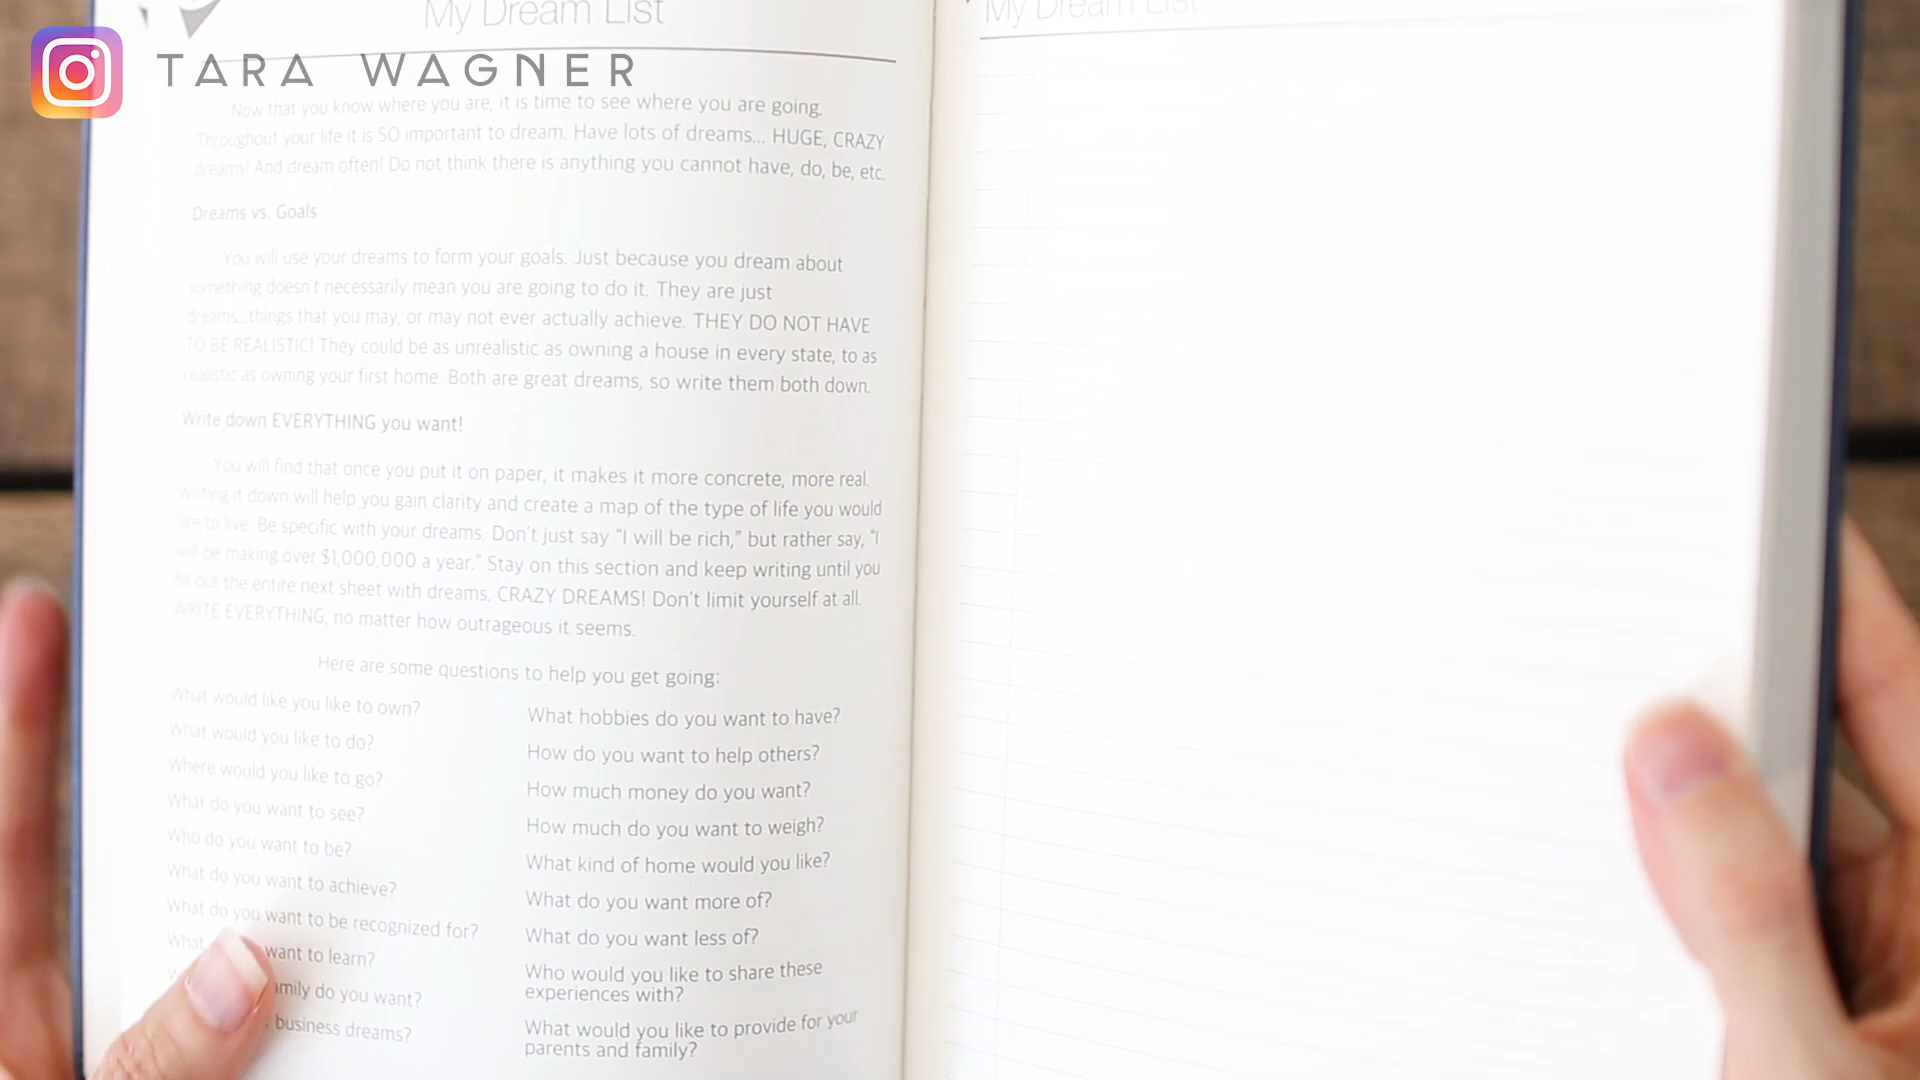 My Dream List
My Dream List
TARA WAGNER
Now that you know where you are, it is time to see where you are going.
Throughout your life it is SO important to dream. Have lots of dreams... HUGE, CRAZY
dreams! And dream often! Do not think there is anything you cannot have, do, be, etc.
Dreams vs. Goals
You will use your dreams to form your goals. Just because you dream about
something doesn't necessarily mean you are going to do it. They are just
dreams...things that you may, or may not ever actually achieve. THEY DO NOT HAVE
TO BE REALISTIC! They could be as unrealistic as owning a house in every state, to as
realistic as owning your first home. Both are great dreams, so write them both down.
Write down EVERYTHING you want!
You will find that once you put it on paper, it makes it more concrete, more real.
Writing it down will help you gain clarity and create a map of the type of life you would
like to live. Be specific with your dreams. Don't just say "I will be rich," but rather say, "I
will be making over $1,000,000 a year." Stay on this section and keep writing until you
fill out the entire next sheet with dreams. CRAZY DREAMS! Don't limit yourself at all.
WRITE EVERYTHING, no matter how outrageous it seems.
Here are some questions to help you get going:
What would like you like to own?
What would you like to do?
Where would you like to go?
What do you want to see?
Who do you want to be?
What do you want to achieve?
What do you want to be recognized for?
What want to learn?
do you want?
business dreams?
What hobbies do you want to have?
How do you want to help others?
How much money do you want?
How much do you want to weigh?
What kind of home would you like?
What do you want more of?
What do you want less of?
Who would you like to share these
experiences with?
What would you like to provide for your
parents and family?